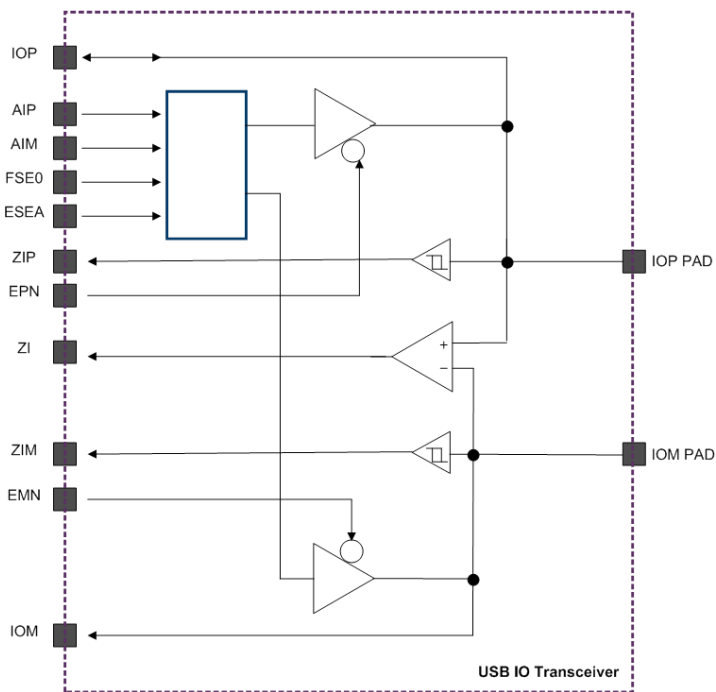 IOP
AIP
AIM
FSE0
ESEA
ZIP
EPN
IOP PAD
ZI
+
−
ZIM
IOM PAD
EMN
IOM
USB IO Transceiver